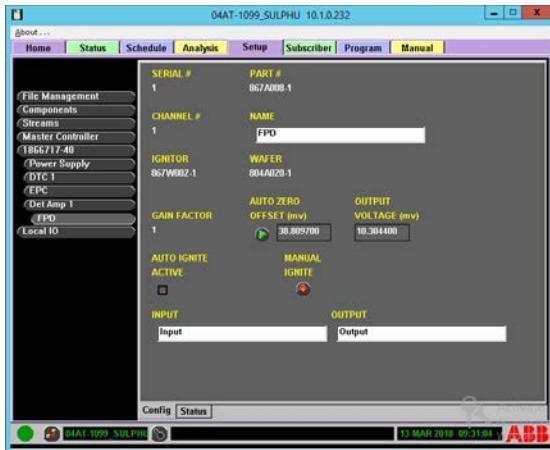 04AT-1099_SULPHU 10.1.0.232
About ...
Home Status Schedule Analysis Setup Subscriber Program Manual
SERIAL # PART #
1 867A008-1
File Management
Components
Streams
Master Controller
1866717-40
Power Supply
DTC 1
EPC
Det Amp 1
FPD
Local IO
CHANNEL # NAME
1 FPD
IGNITOR WAFER
867W002-1 804A020-1
AUTO ZERO OUTPUT
GAIN FACTOR OFFSET (mv) VOLTAGE (mv)
1 38.809700 10.304400
AUTO IGNITE MANUAL
ACTIVE IGNITE
INPUT OUTPUT
Input Output
Config Status
04AT-1099_SULPHU 13 MAR 2018 09:31:04 ABB